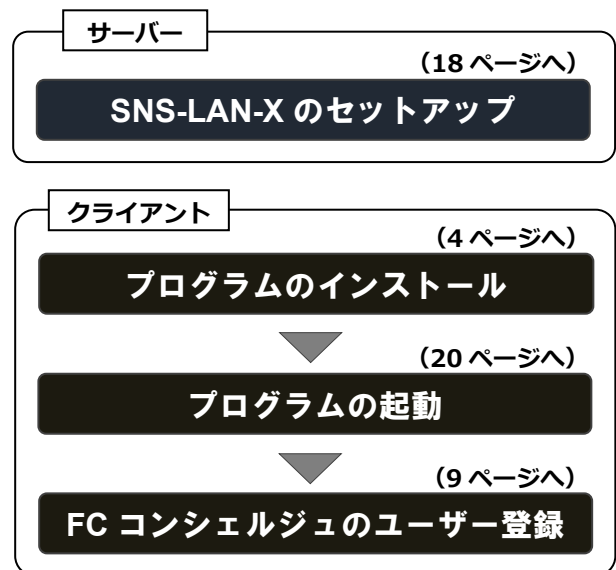 サーバー
（18 ページへ）
SNS-LAN-X のセットアップ
クライアント
（4 ページへ）
プログラムのインストール
（20 ページへ）
プログラムの起動
（9 ページへ）
FC コンシェルジュのユーザー登録